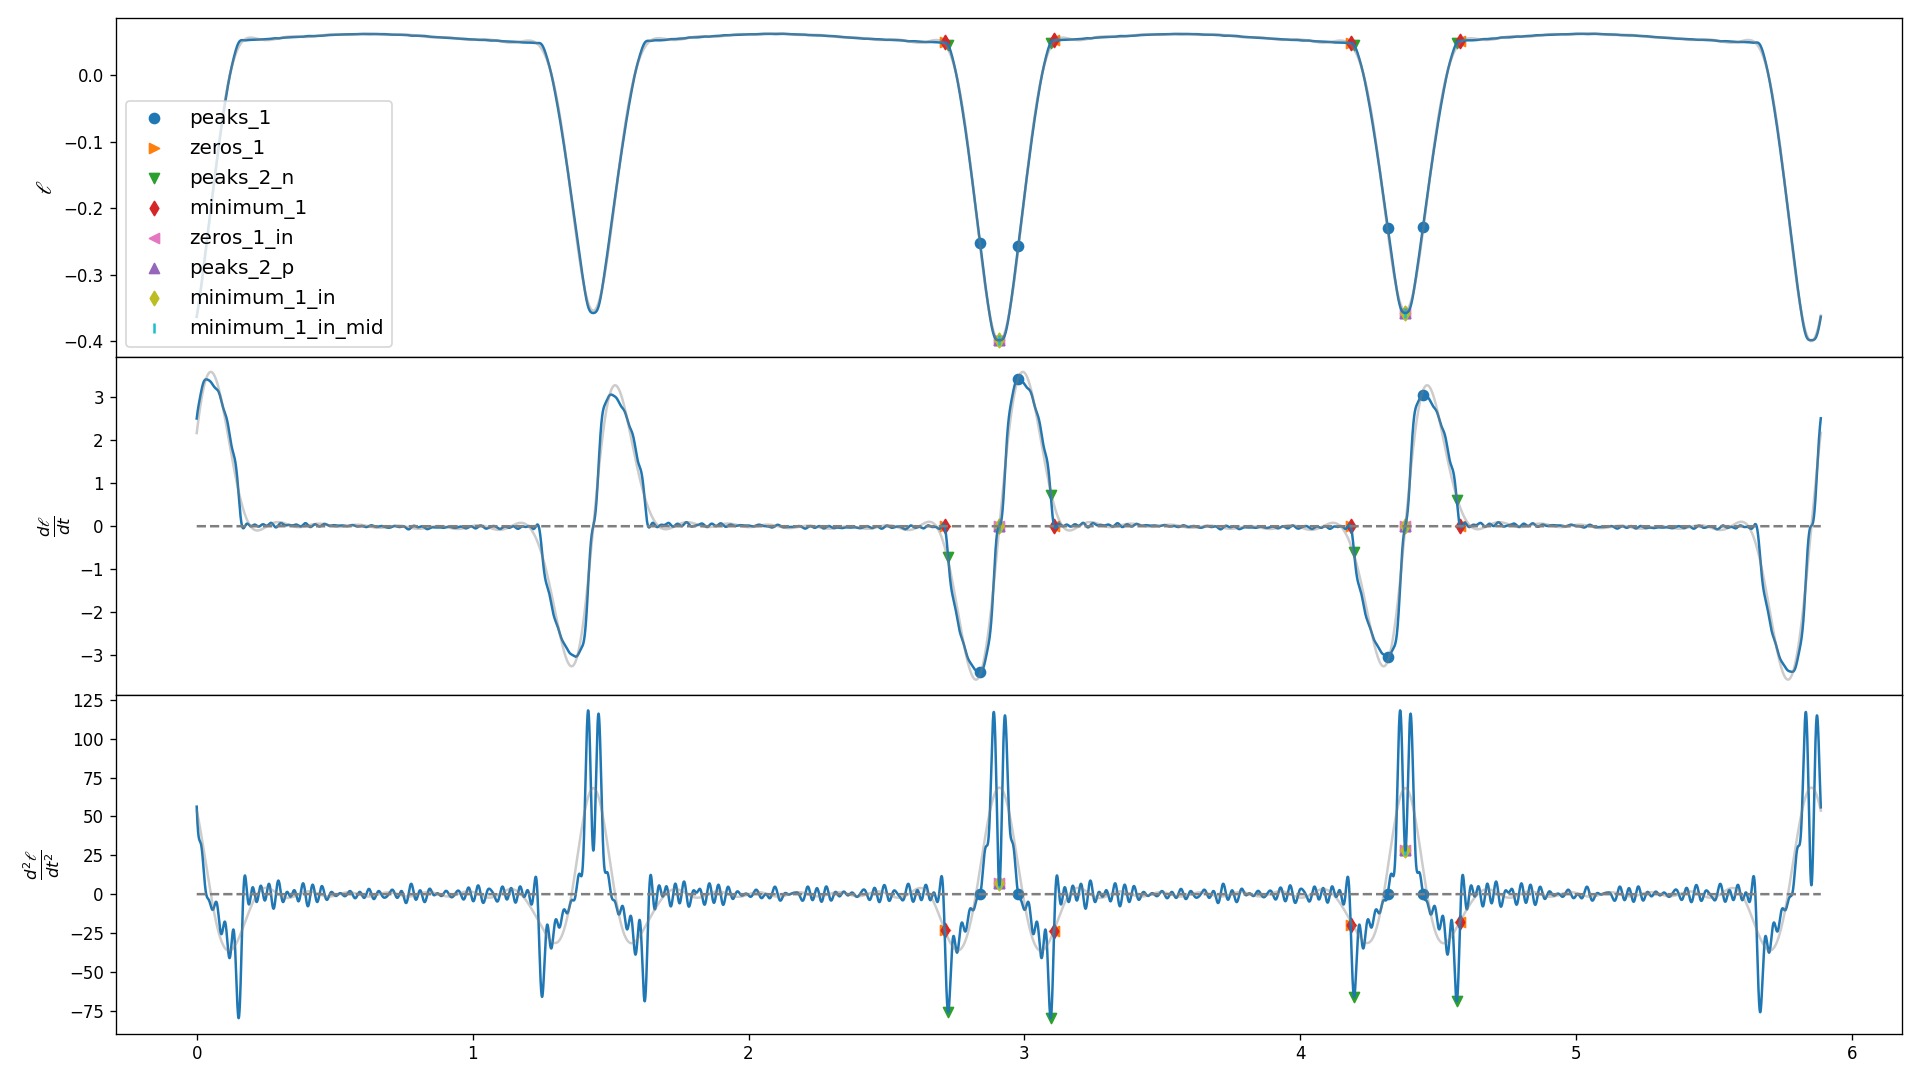 0.0
−0.1
−0.2
−0.3
−0.4
ℓ
peaks_1
zeros_1
peaks_2_n
minimum_1
zeros_1_in
peaks_2_p
minimum_1_in
minimum_1_in_mid
3
2
1
0
−1
−2
−3
dℓ/dt
125
100
75
50
25
0
−25
−50
−75
d²ℓ/dt²
0 1 2 3 4 5 6